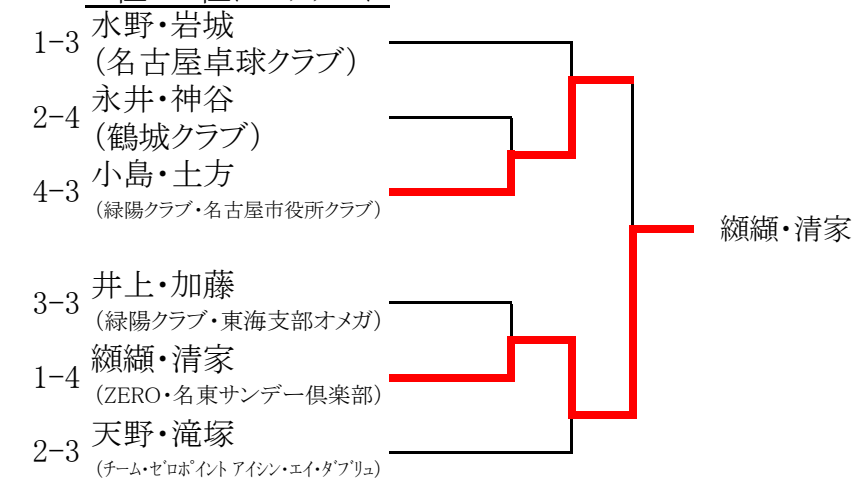 1-3 水野・岩城
(名古屋卓球クラブ)
2-4 永井・神谷
(鶴城クラブ)
4-3 小島・土方
(緑陽クラブ・名古屋市役所クラブ)
纐纈・清家
3-3 井上・加藤
(緑陽クラブ・東海支部オメガ)
1-4 纐纈・清家
(ZERO・名東サンデー倶楽部)
2-3 天野・滝塚
(チーム・ゼロポイント アイシン・エイ・ダブリュ)